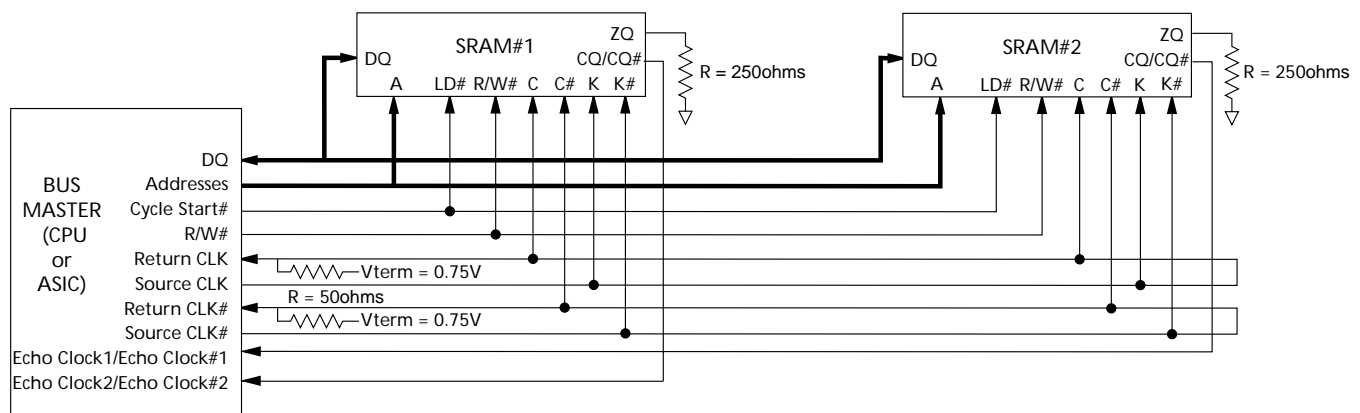 SRAM#1
ZQ
CQ/CQ#
DQ
A
LD# R/W# C C# K K#
R = 250ohms
SRAM#2
ZQ
CQ/CQ#
DQ
A
LD# R/W# C C# K K#
R = 250ohms
BUS
MASTER
(CPU
or
ASIC)
DQ
Addresses
Cycle Start#
R/W#
Return CLK
Source CLK
Return CLK#
Source CLK#
Echo Clock1/Echo Clock#1
Echo Clock2/Echo Clock#2
Vterm = 0.75V
R = 50ohms
Vterm = 0.75V